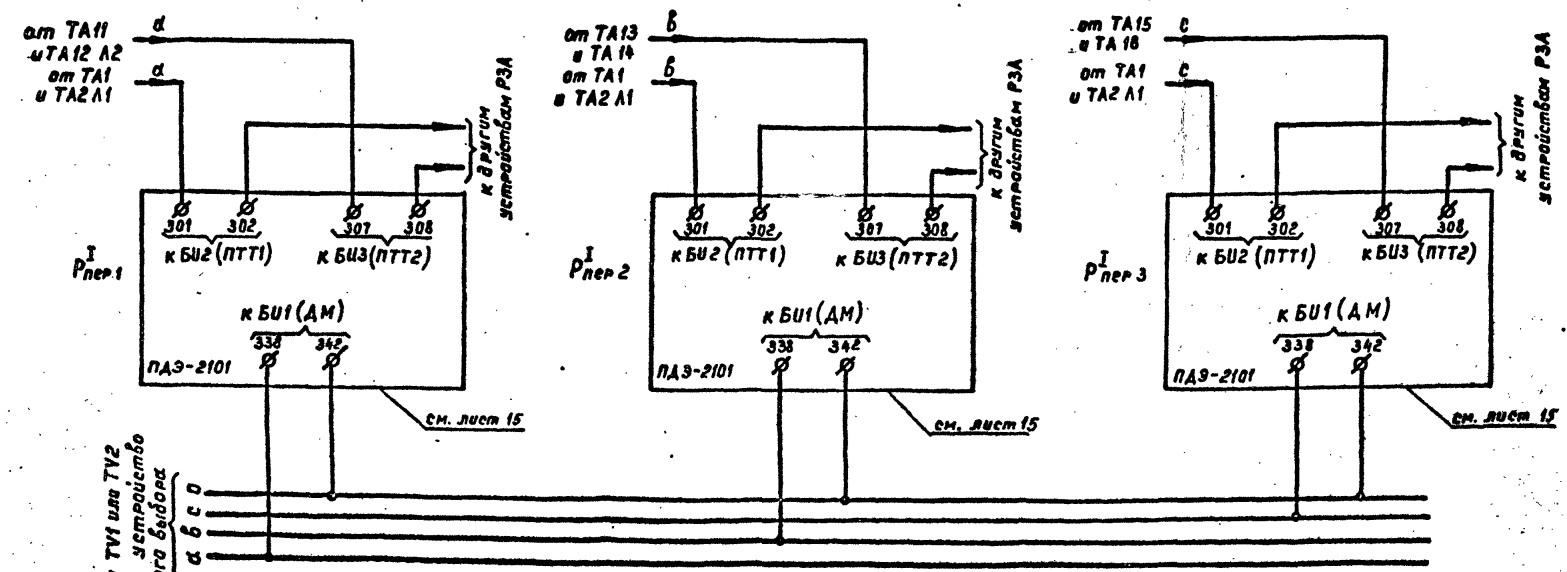 от ТА11
и ТА12 Л2
а
от ТА1
и ТА2 Л1
а
к другим
устройствам РЗА
301 302 307 308
к БИ2 (ПТТ1) к БИ3 (ПТТ2)
Pᴵпер.1
к БИ1 (ДМ)
338 342
ПДЭ-2101
см. лист 15
от ТА13
и ТА14
в
от ТА1
и ТА2 Л1
в
к другим
устройствам РЗА
301 302 307 308
к БИ2 (ПТТ1) к БИ3 (ПТТ2)
Pᴵпер 2
к БИ1 (ДМ)
338 342
ПДЭ-2101
см. лист 15
от ТА15
и ТА16
с
от ТА1
и ТА2 Л1
с
к другим
устройствам РЗА
301 302 307 308
к БИ2 (ПТТ1) к БИ3 (ПТТ2)
Pᴵпер 3
к БИ1 (ДМ)
338 342
ПДЭ-2101
см. лист 15
TV1 или TV2
устройство
выбора
0
с
в
а